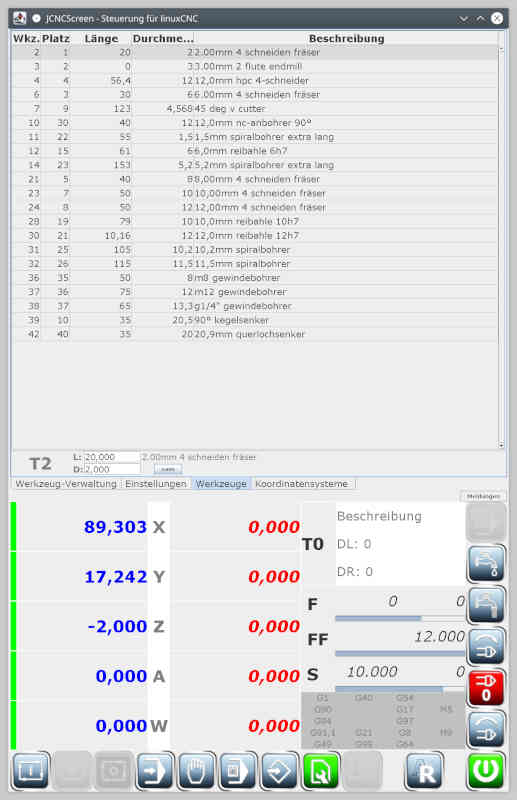 JCNCScreen - Steuerung für linuxCNC
Wkz. Platz Länge Durchme... Beschreibung
2 1 20 2 2.00mm 4 schneiden fräser
3 2 0 3 3.00mm 2 flute endmill
4 4 56,4 12 12,0mm hpc 4-schneider
6 3 30 6 6.00mm 4 schneiden fräser
7 9 123 4,568 45 deg v cutter
10 30 40 12 12,0mm nc-anbohrer 90°
11 22 55 1,5 1,5mm spiralbohrer extra lang
12 15 61 6 6,0mm reibahle 6h7
14 23 153 5,2 5,2mm spiralbohrer extra lang
21 5 40 8 8,00mm 4 schneiden fräser
23 7 50 10 10,00mm 4 schneiden fräser
24 8 50 12 12,00mm 4 schneiden fräser
28 19 79 10 10,0mm reibahle 10h7
30 21 10,16 12 12,0mm reibahle 12h7
31 25 105 10,2 10,2mm spiralbohrer
32 26 115 11,5 11,5mm spiralbohrer
36 35 50 8 m8 gewindebohrer
37 36 75 12 m12 gewindebohrer
38 37 65 13,3 g1/4" gewindebohrer
39 10 35 20,5 90° kegelsenker
42 40 35 20 20,9mm querlochsenker
T2 L: 20,000 2.00mm 4 schneiden fräser
D: 2,000
Werkzeug-Verwaltung Einstellungen Werkzeuge Koordinatensysteme
Meldungen
89,303 X 0,000
17,242 Y 0,000
-2,000 Z 0,000
0,000 A 0,000
0,000 W 0,000
T0 Beschreibung
DL: 0
DR: 0
F 0 0
FF 12.000
S 10.000 0
0
G1 G40 G54
G90 G17 M5
G94 G97
G91,1 G21 G8 M9
G49 G99 G64
R